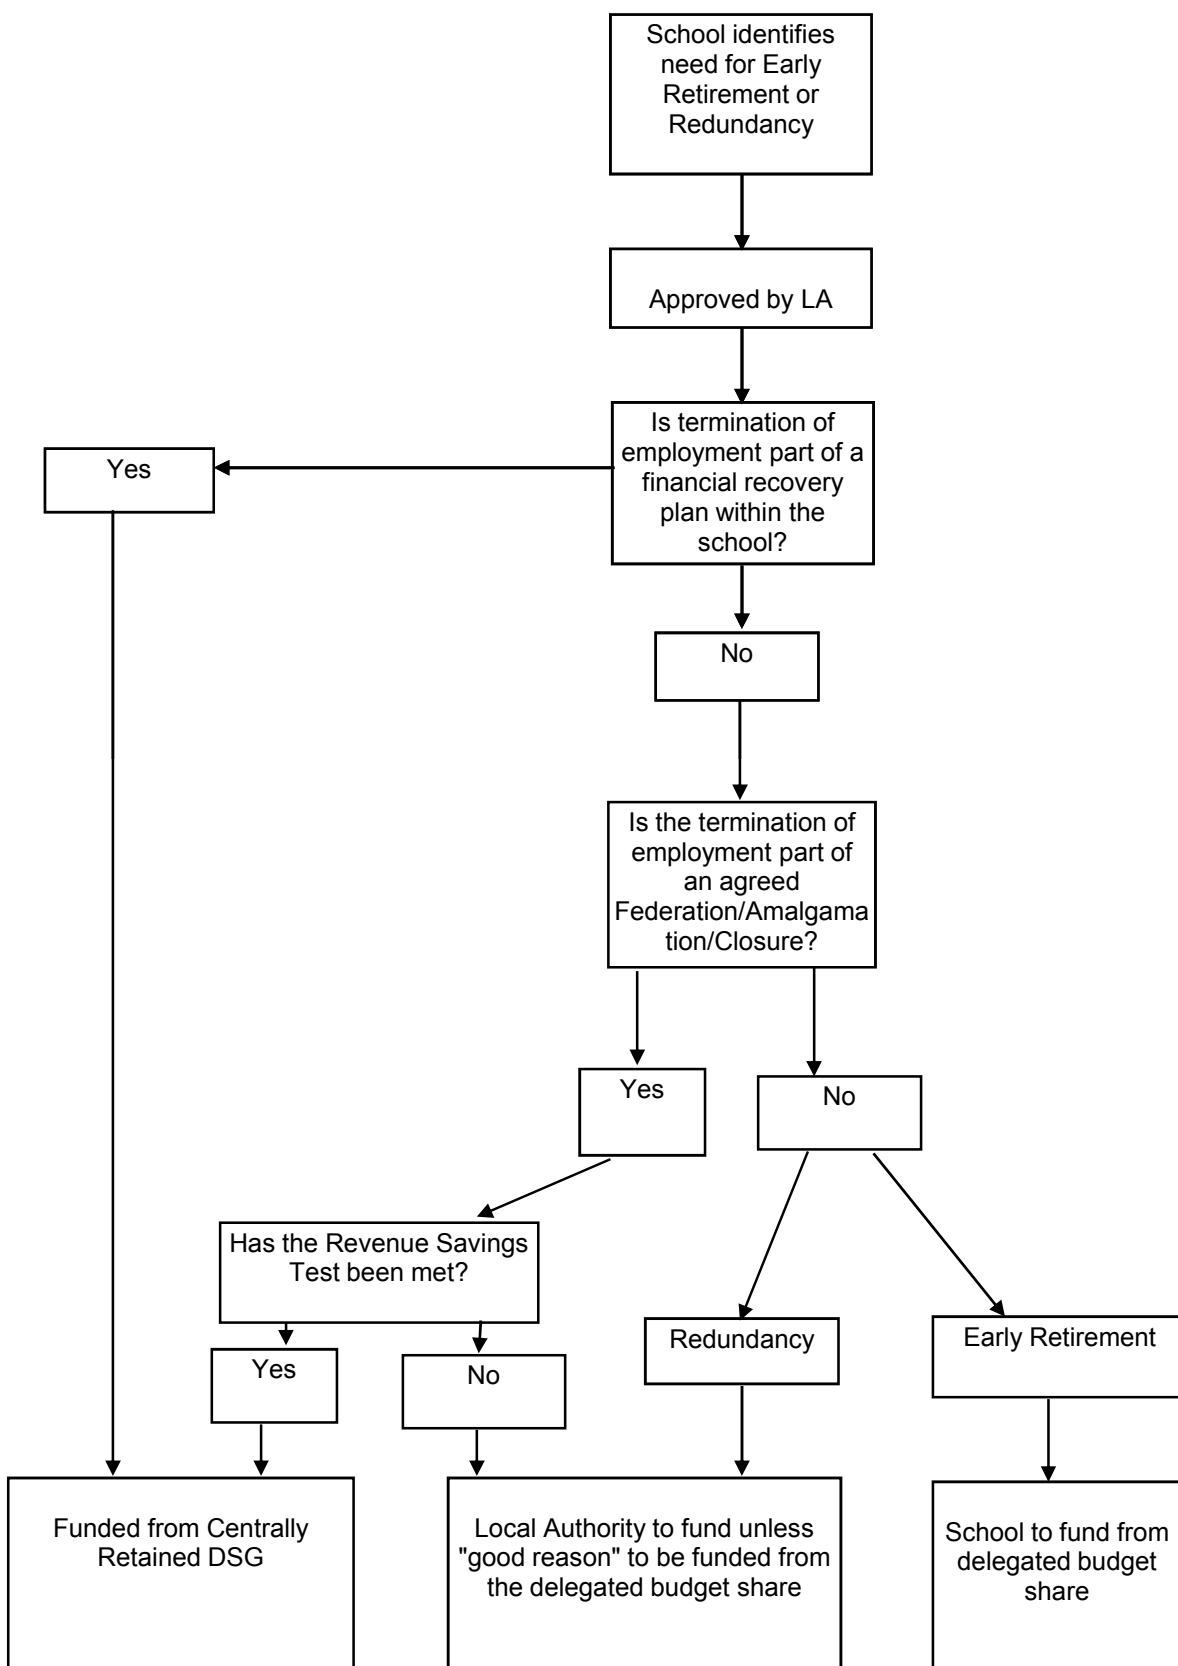 School identifies
need for Early
Retirement or
Redundancy
Approved by LA
Is termination of
employment part of a
financial recovery
plan within the
school?
Yes
No
Is the termination of
employment part of
an agreed
Federation/Amalgama
tion/Closure?
Yes
No
Has the Revenue Savings
Test been met?
Redundancy
Early Retirement
Yes
No
Funded from Centrally
Retained DSG
Local Authority to fund unless
"good reason" to be funded from
the delegated budget share
School to fund from
delegated budget
share